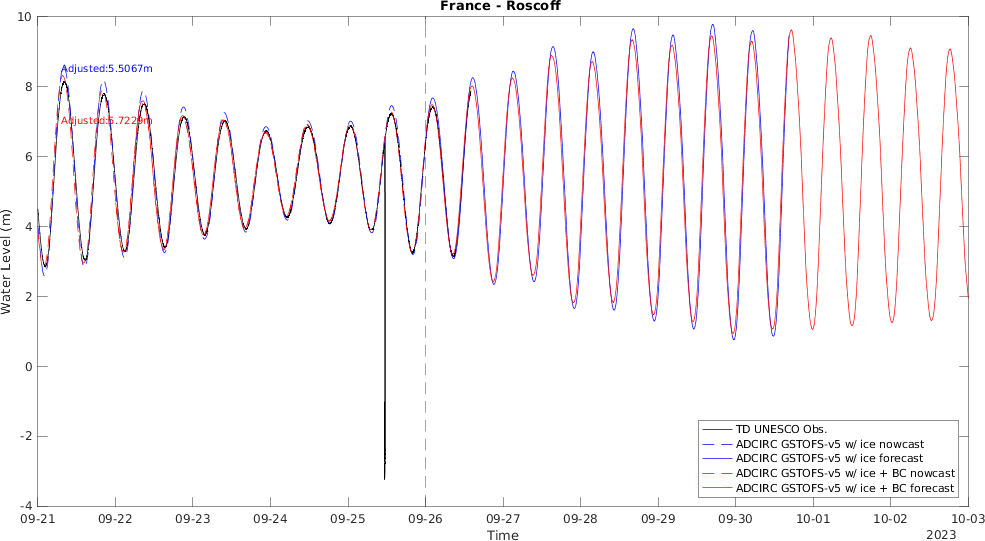 France - Roscoff
10
8
6
4
2
0
-2
-4
Water Level (m)
Adjusted:5.5067m
Adjusted:5.7229m
TD UNESCO Obs.
ADCIRC GSTOFS-v5 w/ ice nowcast
ADCIRC GSTOFS-v5 w/ ice forecast
ADCIRC GSTOFS-v5 w/ ice + BC nowcast
ADCIRC GSTOFS-v5 w/ ice + BC forecast
09-21 09-22 09-23 09-24 09-25 09-26 09-27 09-28 09-29 09-30 10-01 10-02 10-03
Time
2023